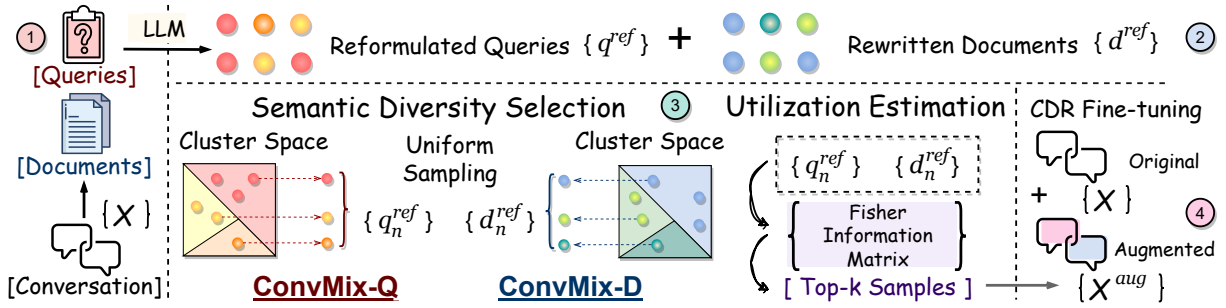 1
LLM
[Queries]
Reformulated Queries { q^ref }
+
Rewritten Documents { d^ref }
2
[Documents]
{ X }
[Conversation]
Semantic Diversity Selection
3
Cluster Space
Uniform
Sampling
Cluster Space
{ q_n^ref }
{ d_n^ref }
ConvMix-Q
ConvMix-D
Utilization Estimation
{ q_n^ref }
{ d_n^ref }
{ Fisher
Information
Matrix }
[ Top-k Samples ]
CDR Fine-tuning
Original
+
{ X }
4
Augmented
{ X^aug }